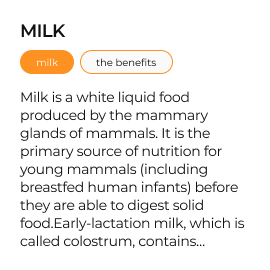 MILK
milk
the benefits
Milk is a white liquid food
produced by the mammary
glands of mammals. It is the
primary source of nutrition for
young mammals (including
breastfed human infants) before
they are able to digest solid
food.Early-lactation milk, which is
called colostrum, contains...